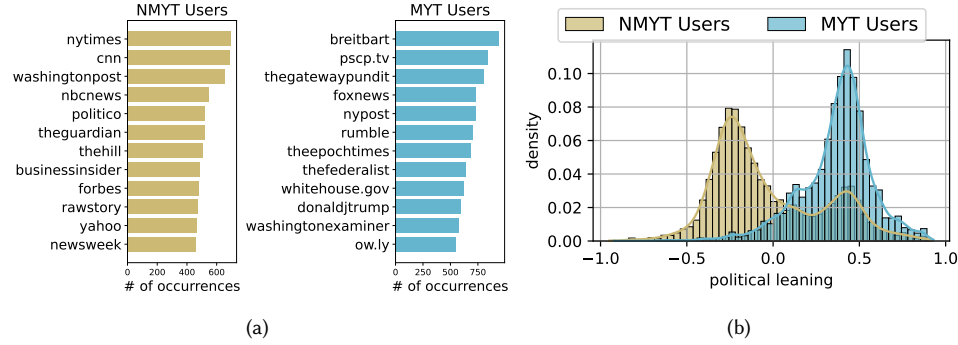 NMYT Users
nytimes
cnn
washingtonpost
nbcnews
politico
theguardian
thehill
businessinsider
forbes
rawstory
yahoo
newsweek
0 200 400 600
# of occurrences
MYT Users
breitbart
pscp.tv
thegatewaypundit
foxnews
nypost
rumble
theepochtimes
thefederalist
whitehouse.gov
donaldjtrump
washingtonexaminer
ow.ly
0 250 500 750
# of occurrences
(a)
NMYT Users MYT Users
density
0.10
0.08
0.06
0.04
0.02
0.00
−1.0 −0.5 0.0 0.5 1.0
political leaning
(b)